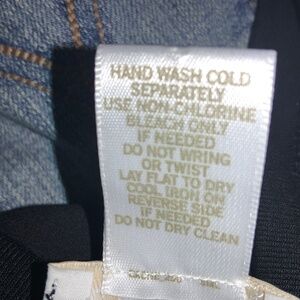 HAND WASH COLD
SEPARATELY
USE NON-CHLORINE
BLEACH ONLY
IF NEEDED
DO NOT WRING
OR TWIST
LAY FLAT TO DRY
COOL IRON ON
REVERSE SIDE
IF NEEDED
DO NOT DRY CLEAN